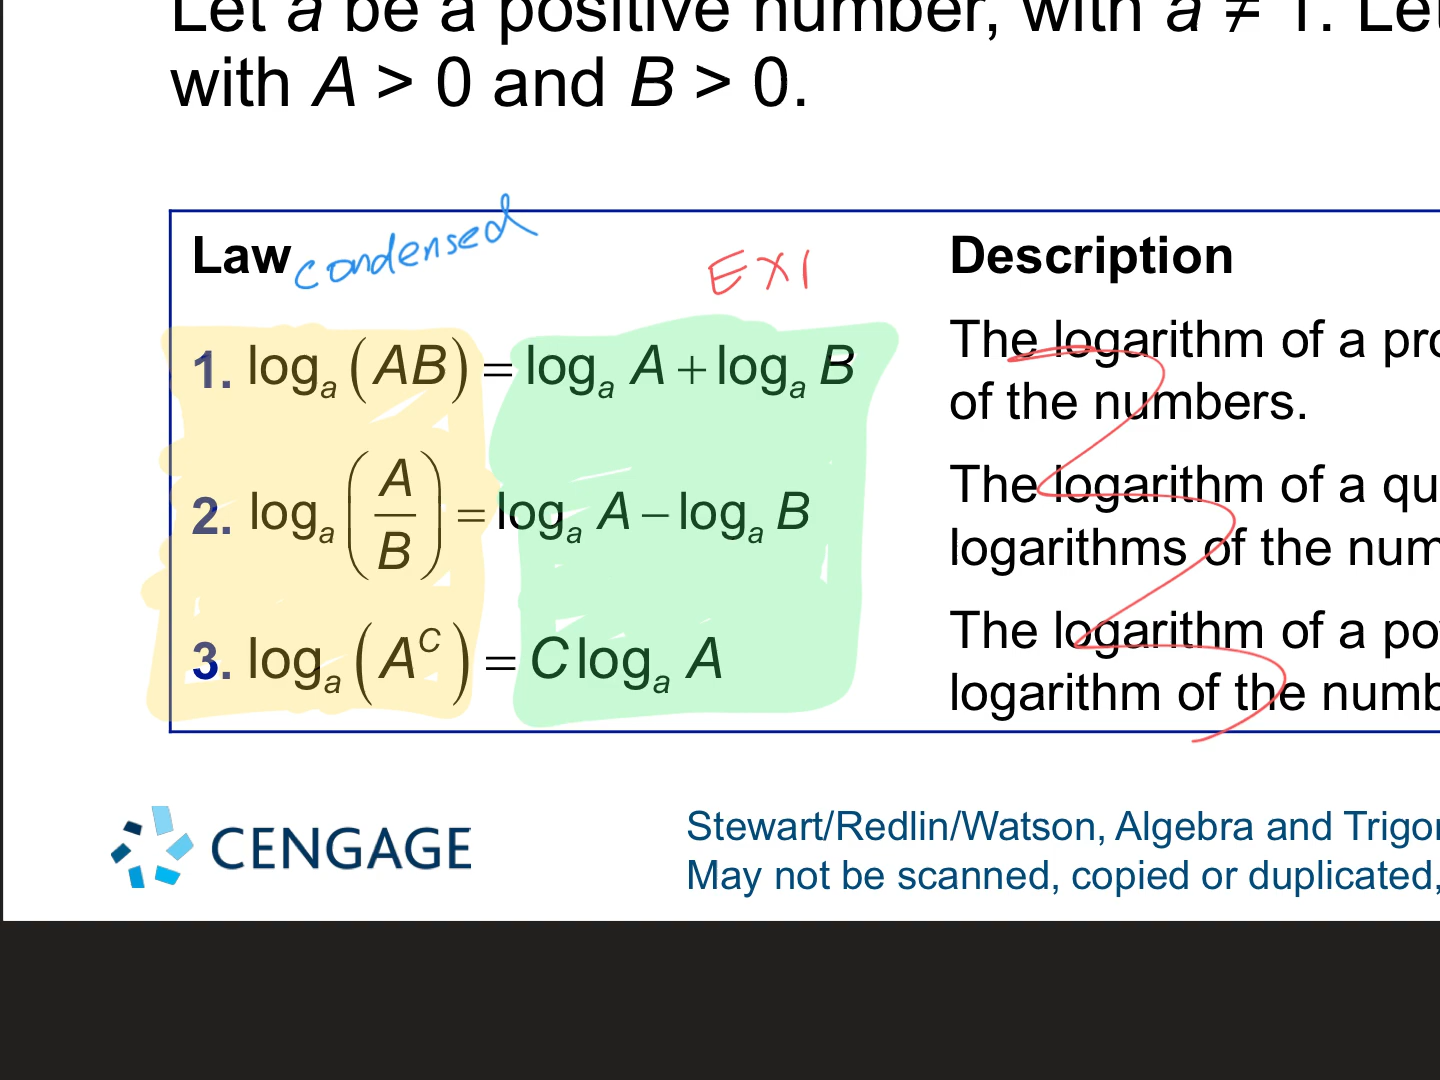 Let a be a positive number, with a ≠ 1. Let
with A > 0 and B > 0.
Law condensed EXI Description
1. logₐ (AB) = logₐ A + logₐ B
The logarithm of a pro
of the numbers.
2. logₐ (A/B) = logₐ A − logₐ B
The logarithm of a qu
logarithms of the num
3. logₐ (A^C) = C logₐ A
The logarithm of a po
logarithm of the numb
CENGAGE
Stewart/Redlin/Watson, Algebra and Trigo
May not be scanned, copied or duplicated,